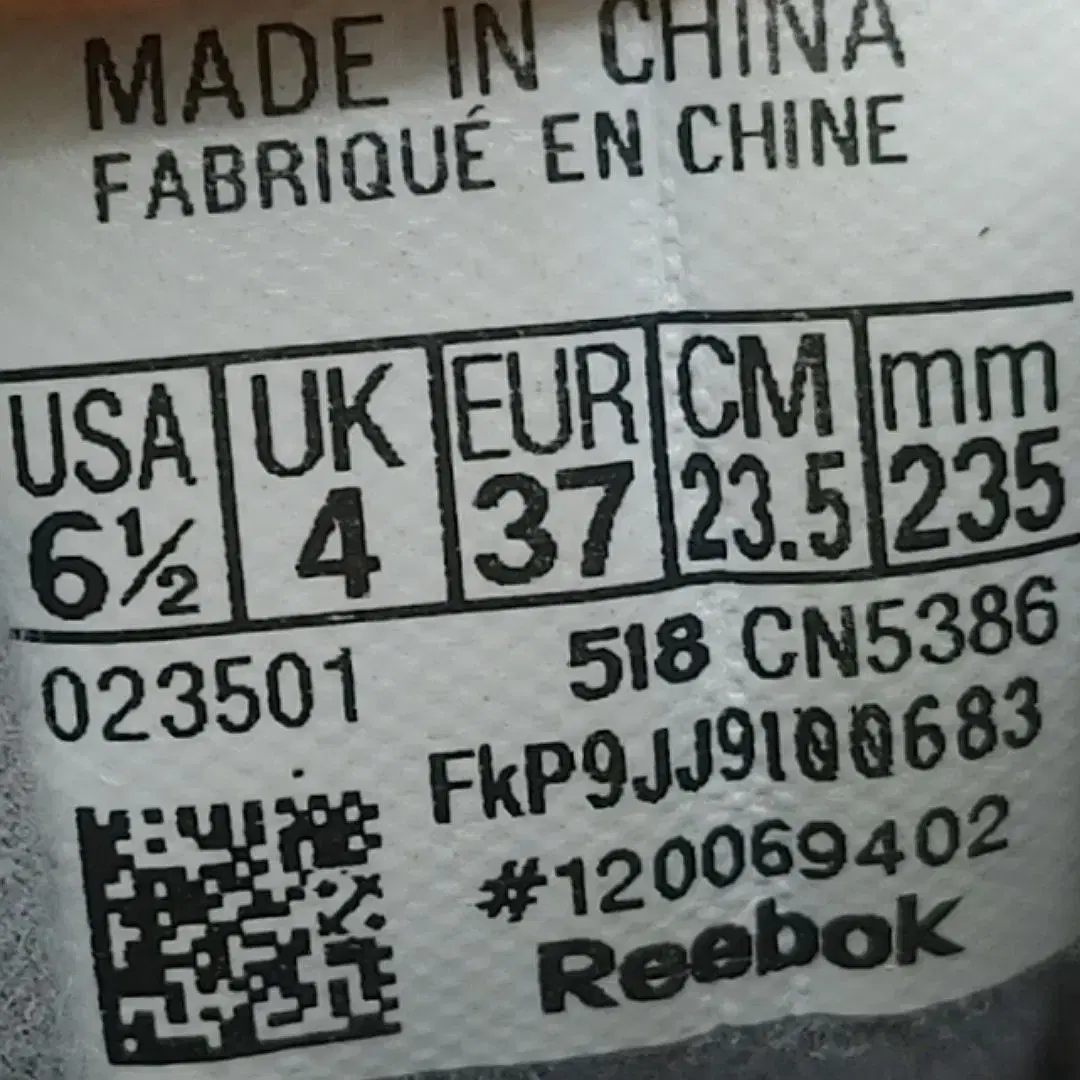 MADE IN CHINA
FABRIQUÉ EN CHINE
USA UK EUR CM mm
6½ 4 37 23.5 235
023501 518 CN5386
FkP9JJ9100683
#120069402
Reebok